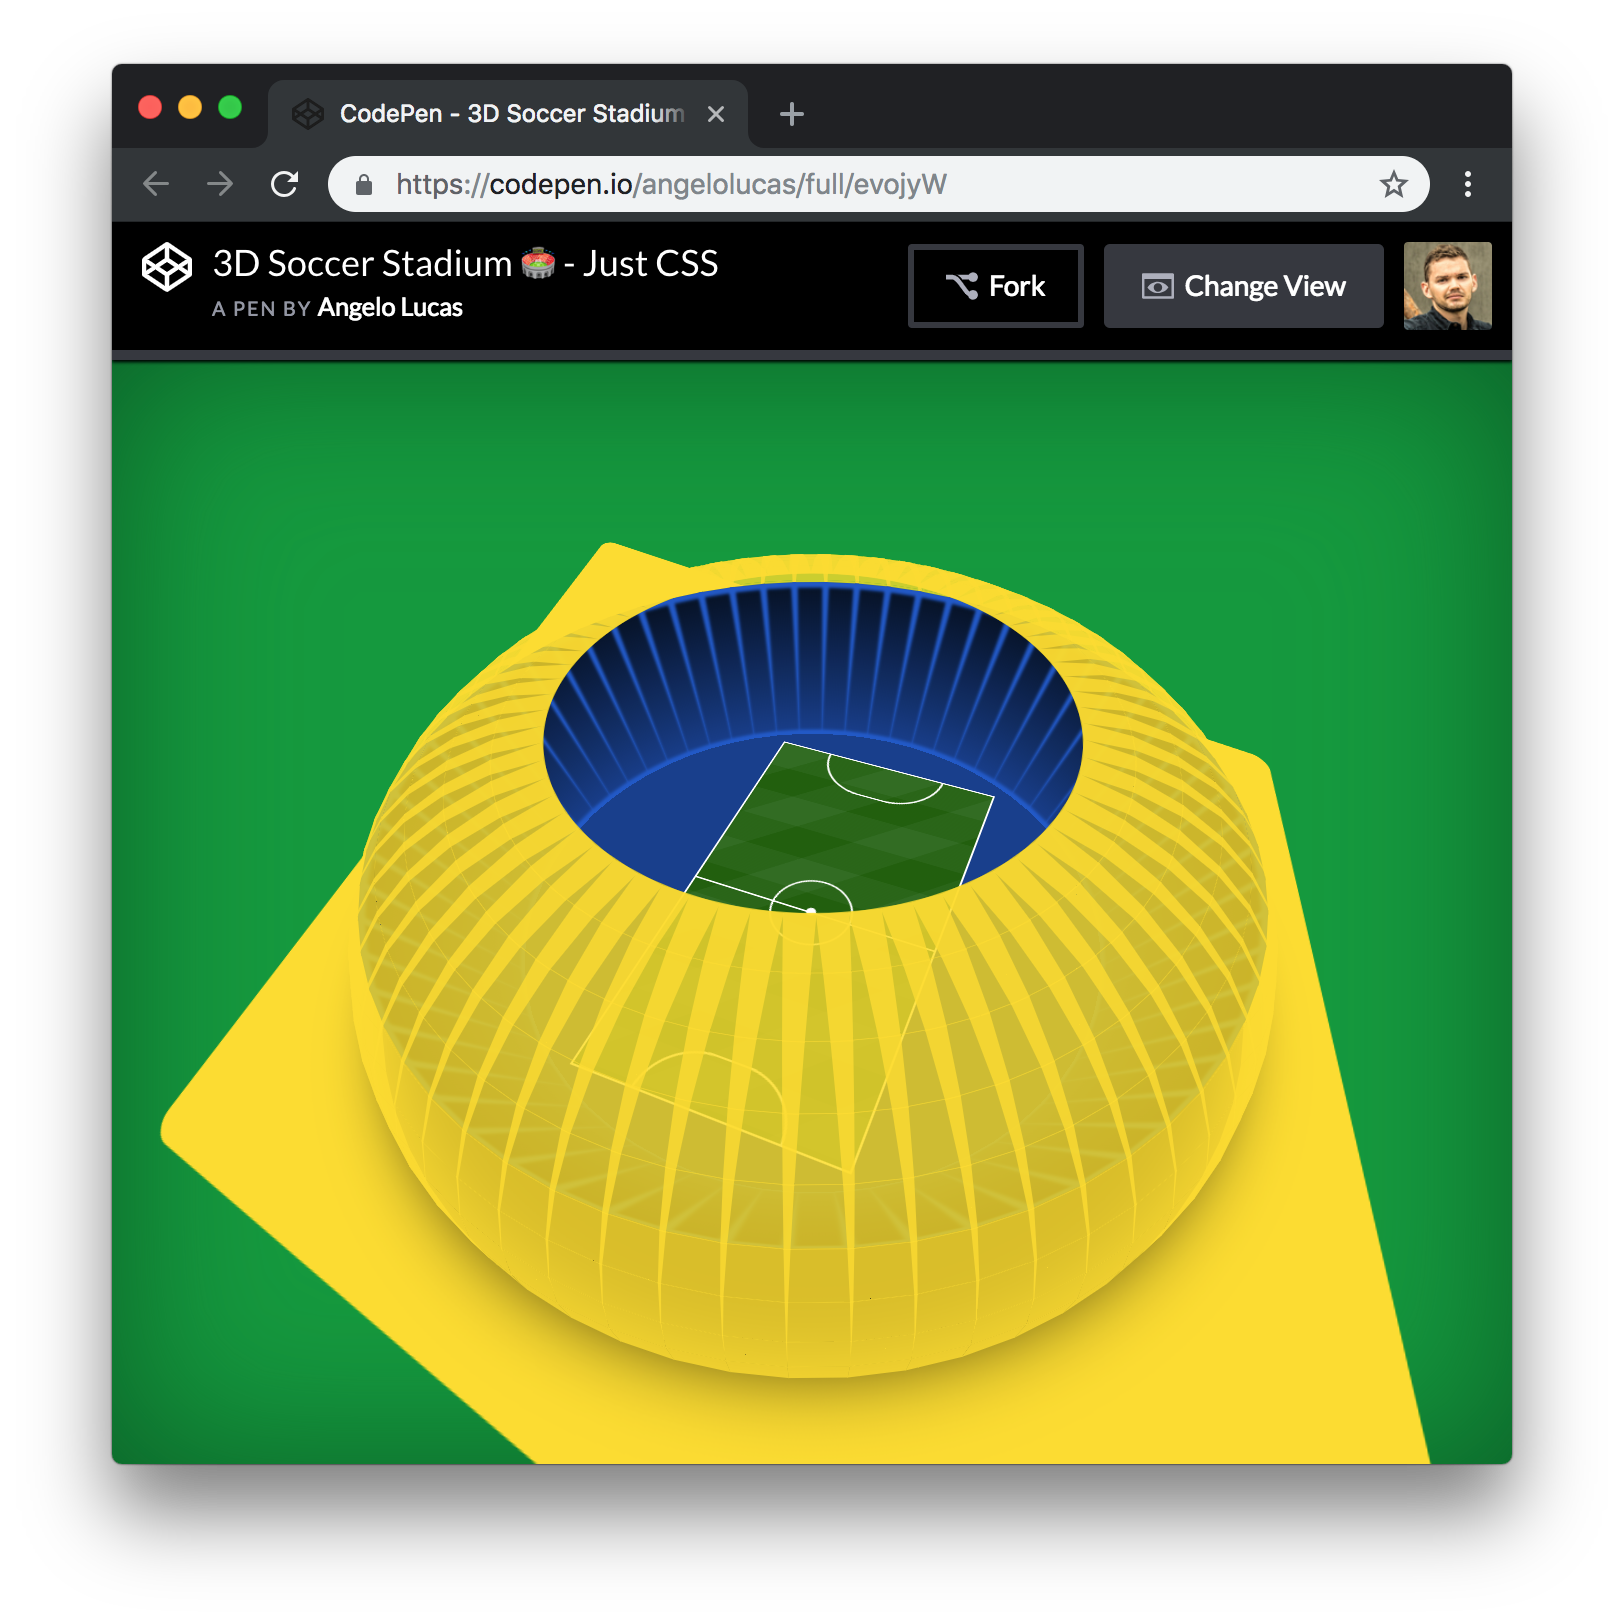 CodePen - 3D Soccer Stadium
https://codepen.io/angelolucas/full/evojyW
3D Soccer Stadium 🏟 - Just CSS
A PEN BY Angelo Lucas
Fork
Change View